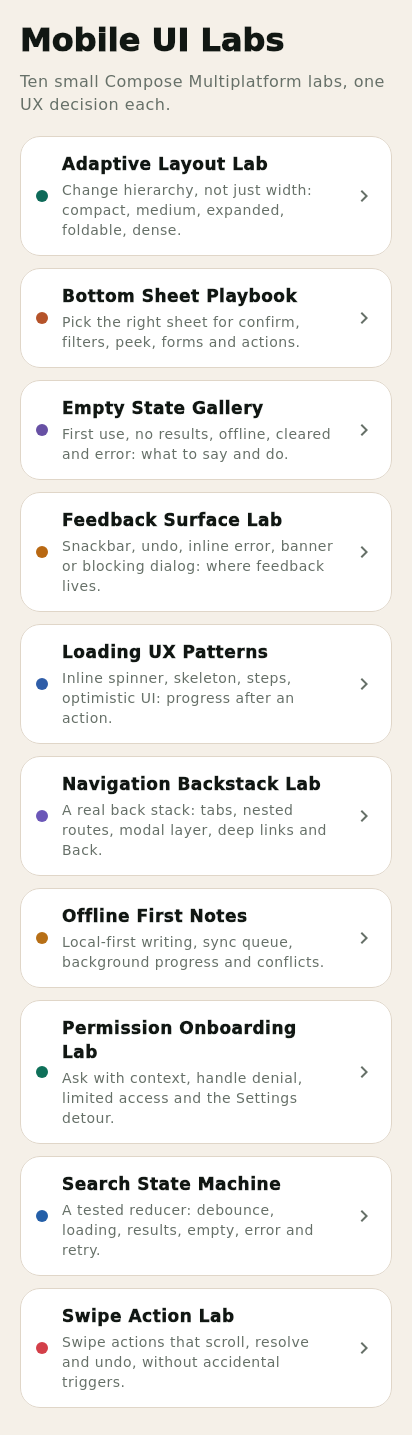 Mobile UI Labs
Ten small Compose Multiplatform labs, one
UX decision each.
Adaptive Layout Lab
Change hierarchy, not just width:
compact, medium, expanded,
foldable, dense.
Bottom Sheet Playbook
Pick the right sheet for confirm,
filters, peek, forms and actions.
Empty State Gallery
First use, no results, offline, cleared
and error: what to say and do.
Feedback Surface Lab
Snackbar, undo, inline error, banner
or blocking dialog: where feedback
lives.
Loading UX Patterns
Inline spinner, skeleton, steps,
optimistic UI: progress after an
action.
Navigation Backstack Lab
A real back stack: tabs, nested
routes, modal layer, deep links and
Back.
Offline First Notes
Local-first writing, sync queue,
background progress and conflicts.
Permission Onboarding
Lab
Ask with context, handle denial,
limited access and the Settings
detour.
Search State Machine
A tested reducer: debounce,
loading, results, empty, error and
retry.
Swipe Action Lab
Swipe actions that scroll, resolve
and undo, without accidental
triggers.